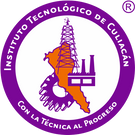 INSTITUTO TECNOLÓGICO DE CULIACÁN
CON LA TÉCNICA AL PROGRESO
®